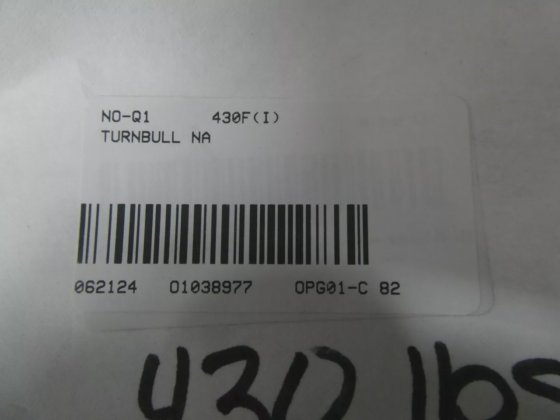 NO-Q1 430F(I)
TURNBULL NA
062124 01038977 OPG01-C 82
430 lbs